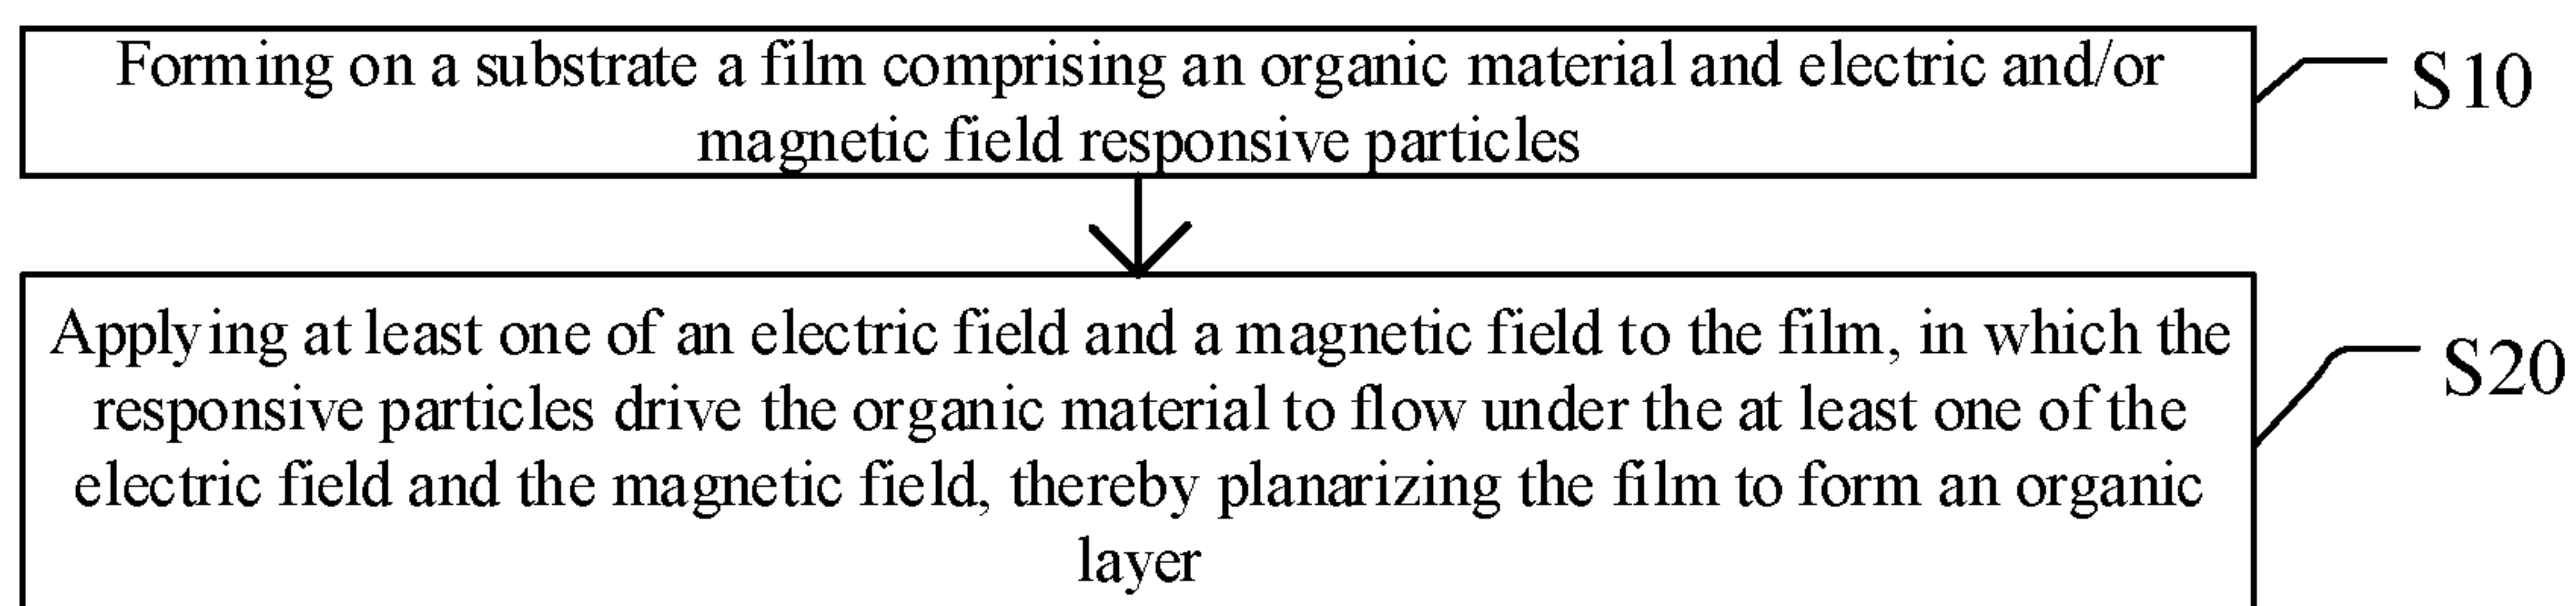 Forming on a substrate a film comprising an organic material and electric and/or
magnetic field responsive particles
S10
Applying at least one of an electric field and a magnetic field to the film, in which the
responsive particles drive the organic material to flow under the at least one of the
electric field and the magnetic field, thereby planarizing the film to form an organic
layer
S20